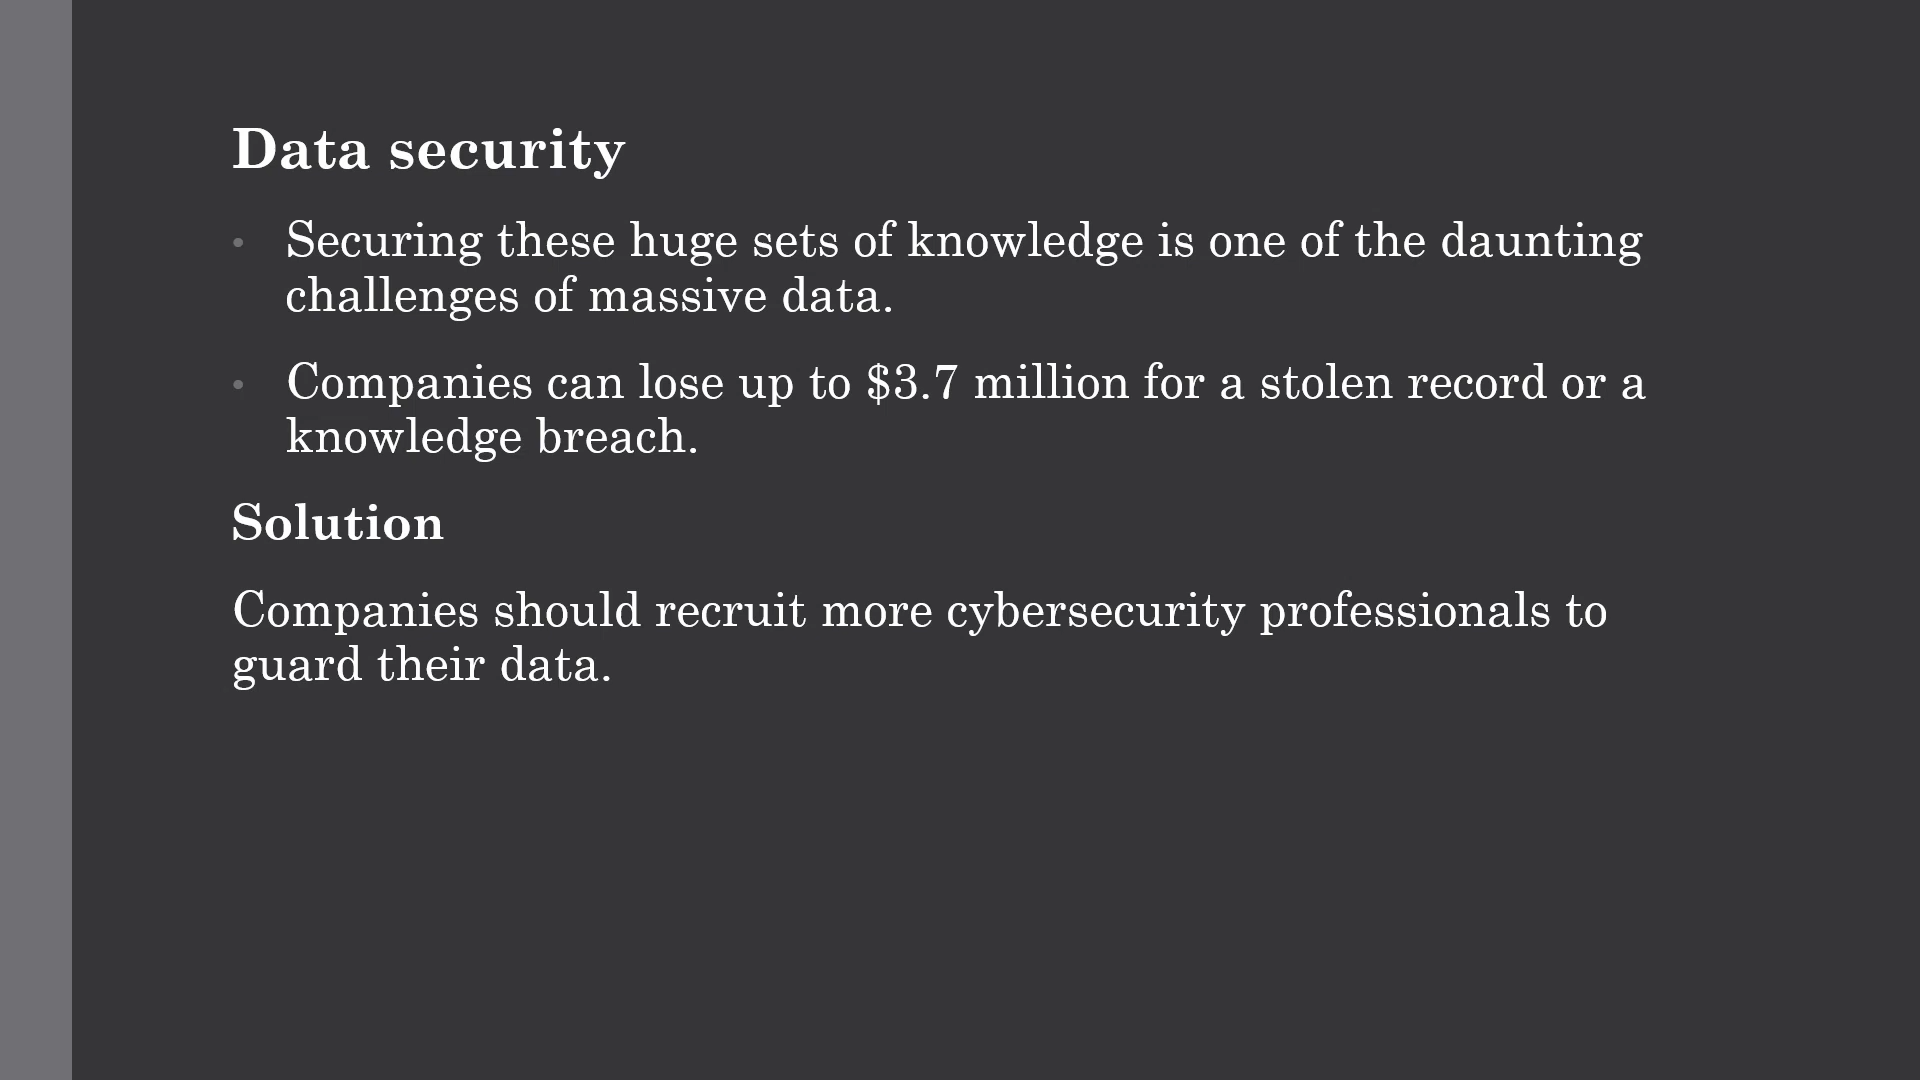 Data security
• Securing these huge sets of knowledge is one of the daunting
challenges of massive data.
• Companies can lose up to $3.7 million for a stolen record or a
knowledge breach.
Solution
Companies should recruit more cybersecurity professionals to
guard their data.